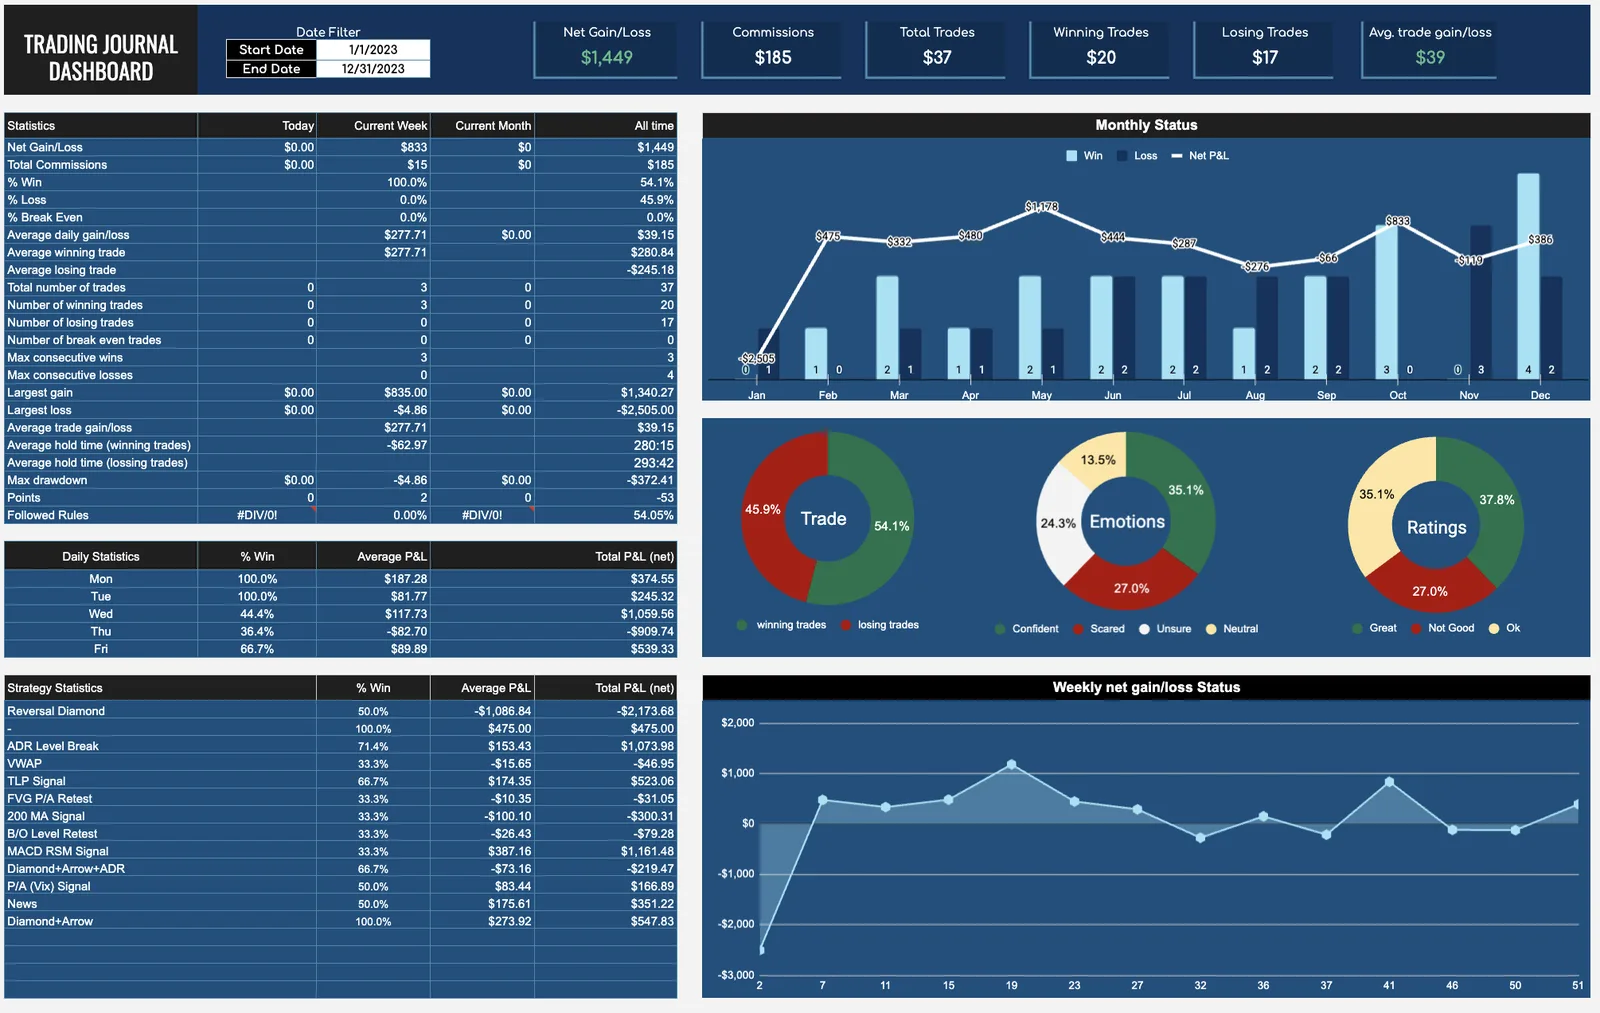 TRADING JOURNAL
DASHBOARD
Date Filter
Start Date 1/1/2023
End Date 12/31/2023
Net Gain/Loss
$1,449
Commissions
$185
Total Trades
$37
Winning Trades
$20
Losing Trades
$17
Avg. trade gain/loss
$39
Statistics Today Current Week Current Month All time
Net Gain/Loss $0.00 $833 $0 $1,449
Total Commissions $0.00 $15 $0 $185
% Win 100.0% 54.1%
% Loss 0.0% 45.9%
% Break Even 0.0% 0.0%
Average daily gain/loss $277.71 $0.00 $39.15
Average winning trade $277.71 $280.84
Average losing trade -$245.18
Total number of trades 0 3 0 37
Number of winning trades 0 3 0 20
Number of losing trades 0 0 0 17
Number of break even trades 0 0 0 0
Max consecutive wins 3 3
Max consecutive losses 0 4
Largest gain $0.00 $835.00 $0.00 $1,340.27
Largest loss $0.00 -$4.86 $0.00 -$2,505.00
Average trade gain/loss $277.71 $39.15
Average hold time (winning trades) -$62.97 280:15
Average hold time (lossing trades) 293:42
Max drawdown $0.00 -$4.86 $0.00 -$372.41
Points 0 2 0 -53
Followed Rules #DIV/0! 0.00% #DIV/0! 54.05%
Daily Statistics % Win Average P&L Total P&L (net)
Mon 100.0% $187.28 $374.55
Tue 100.0% $81.77 $245.32
Wed 44.4% $117.73 $1,059.56
Thu 36.4% -$82.70 -$909.74
Fri 66.7% $89.89 $539.33
Strategy Statistics % Win Average P&L Total P&L (net)
Reversal Diamond 50.0% -$1,086.84 -$2,173.68
- 100.0% $475.00 $475.00
ADR Level Break 71.4% $153.43 $1,073.98
VWAP 33.3% -$15.65 -$46.95
TLP Signal 66.7% $174.35 $523.06
FVG P/A Retest 33.3% -$10.35 -$31.05
200 MA Signal 33.3% -$100.10 -$300.31
B/O Level Retest 33.3% -$26.43 -$79.28
MACD RSM Signal 33.3% $387.16 $1,161.48
Diamond+Arrow+ADR 66.7% -$73.16 -$219.47
P/A (Vix) Signal 50.0% $83.44 $166.89
News 50.0% $175.61 $351.22
Diamond+Arrow 100.0% $273.92 $547.83
Monthly Status
Win Loss Net P&L
-$2,505 $475 $332 $480 $1,178 $444 $287 -$276 -$66 $833 -$119 $386
0 1 1 0 2 1 1 1 2 1 2 2 2 2 1 2 2 2 3 0 0 3 4 2
Jan Feb Mar Apr May Jun Jul Aug Sep Oct Nov Dec
Trade
45.9%
54.1%
winning trades losing trades
Emotions
13.5%
35.1%
24.3%
27.0%
Confident Scared Unsure Neutral
Ratings
35.1%
37.8%
27.0%
Great Not Good Ok
Weekly net gain/loss Status
$2,000
$1,000
$0
-$1,000
-$2,000
-$3,000
2 7 11 15 19 23 27 32 36 37 41 46 50 51